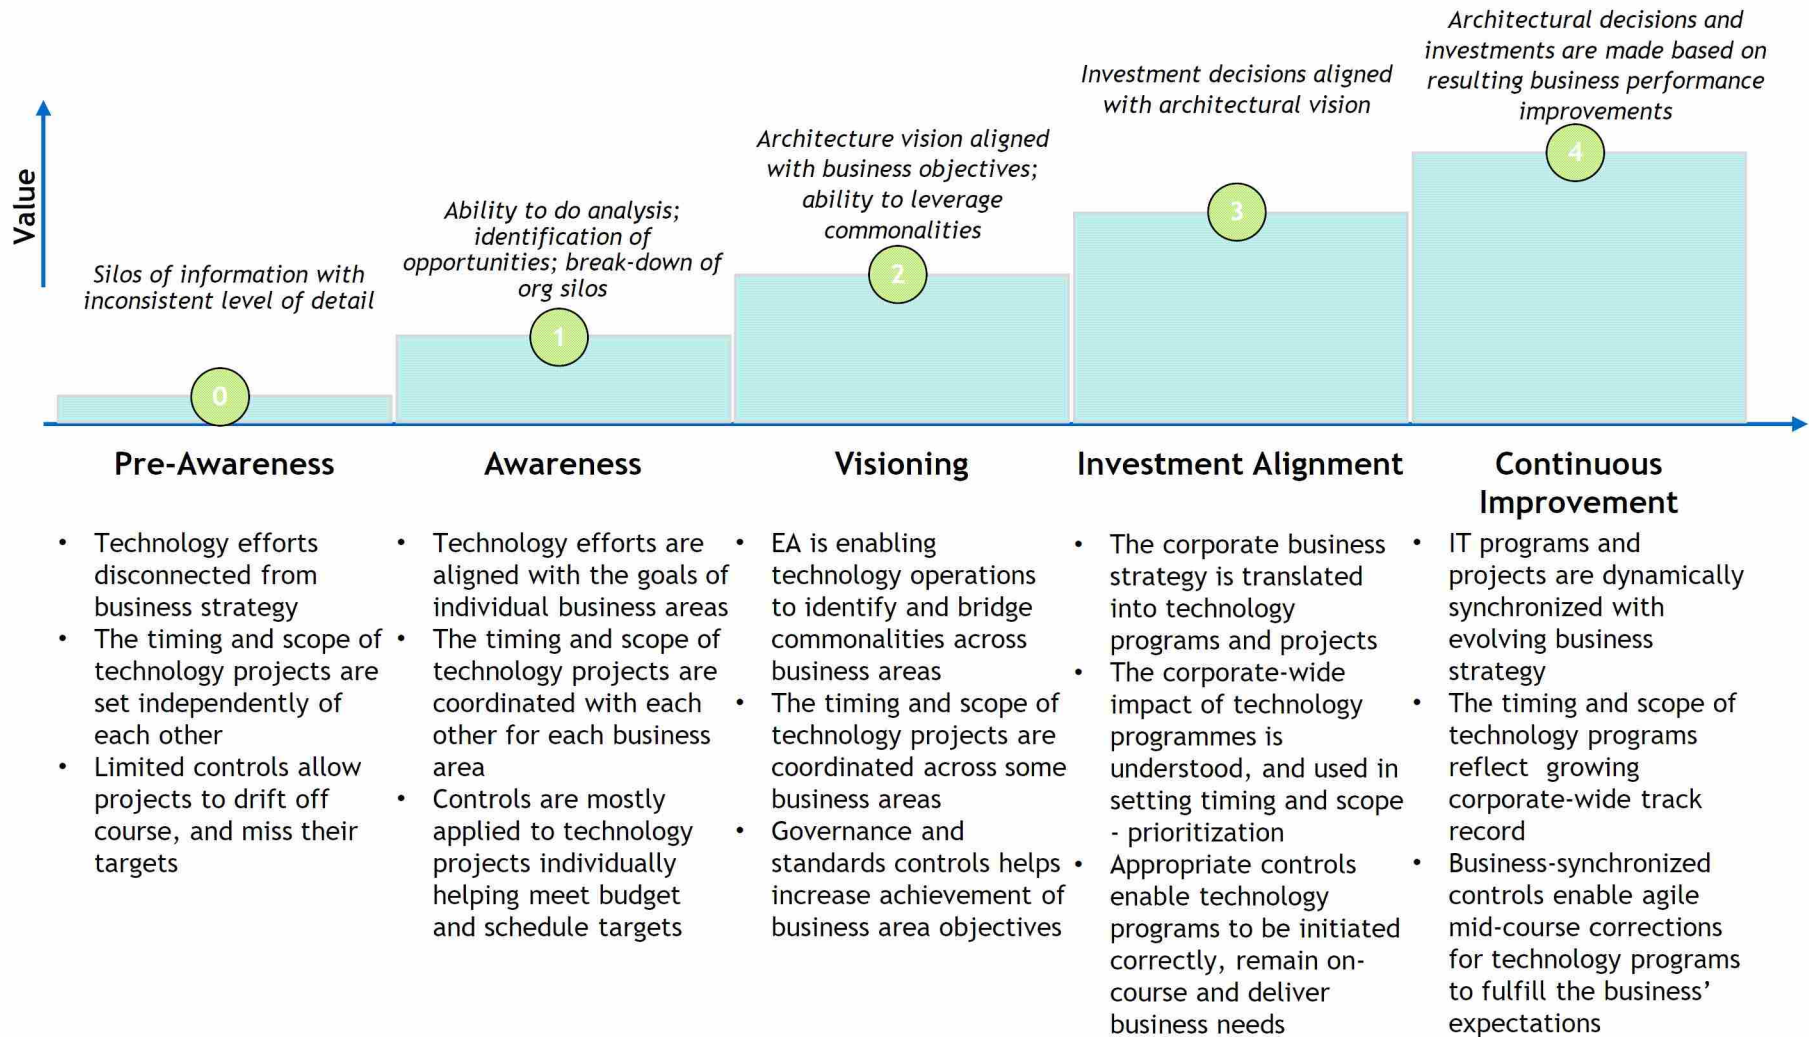 Value
Silos of information with
inconsistent level of detail
0
Ability to do analysis;
identification of
opportunities; break-down of
org silos
1
Architecture vision aligned
with business objectives;
ability to leverage
commonalities
2
Investment decisions aligned
with architectural vision
3
Architectural decisions and
investments are made based on
resulting business performance
improvements
4
Pre-Awareness
• Technology efforts
disconnected from
business strategy
• The timing and scope of
technology projects are
set independently of
each other
• Limited controls allow
projects to drift off
course, and miss their
targets
Awareness
• Technology efforts are
aligned with the goals of
individual business areas
• The timing and scope of
technology projects are
coordinated with each
other for each business
area
• Controls are mostly
applied to technology
projects individually
helping meet budget
and schedule targets
Visioning
• EA is enabling
technology operations
to identify and bridge
commonalities across
business areas
• The timing and scope of
technology projects are
coordinated across some
business areas
• Governance and
standards controls helps
increase achievement of
business area objectives
Investment Alignment
• The corporate business
strategy is translated
into technology
programs and projects
• The corporate-wide
impact of technology
programmes is
understood, and used in
setting timing and scope
- prioritization
• Appropriate controls
enable technology
programs to be initiated
correctly, remain on-
course and deliver
business needs
Continuous
Improvement
• IT programs and
projects are dynamically
synchronized with
evolving business
strategy
• The timing and scope of
technology programs
reflect growing
corporate-wide track
record
• Business-synchronized
controls enable agile
mid-course corrections
for technology programs
to fulfill the business’
expectations